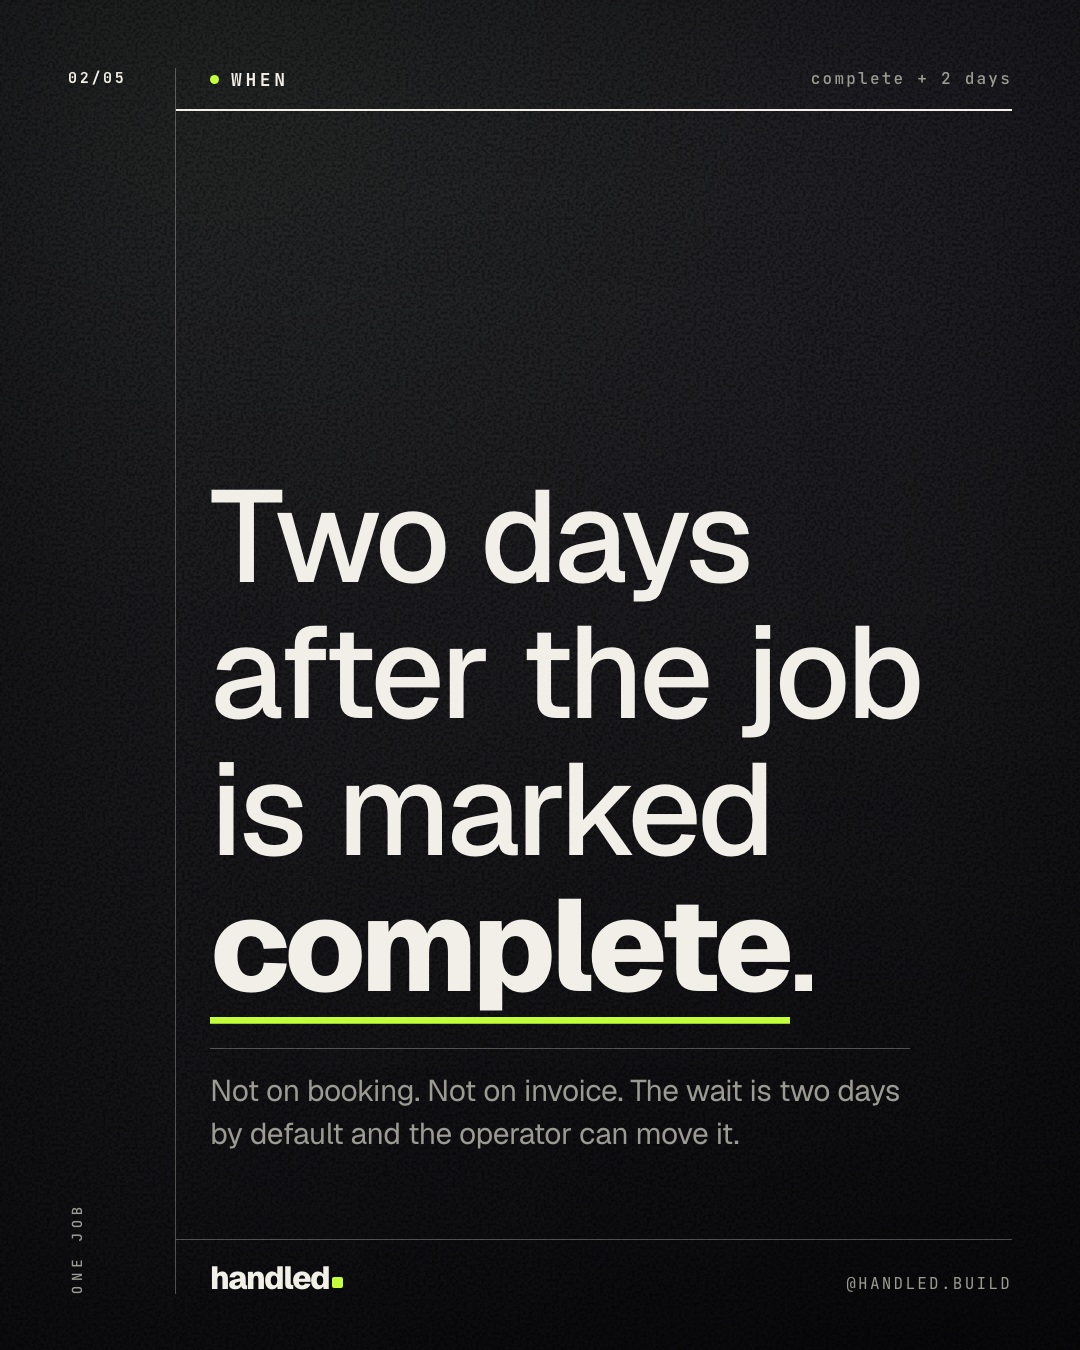 02/05
WHEN
complete + 2 days
Two days
after the job
is marked
complete.
Not on booking. Not on invoice. The wait is two days
by default and the operator can move it.
ONE JOB
handled
@HANDLED.BUILD